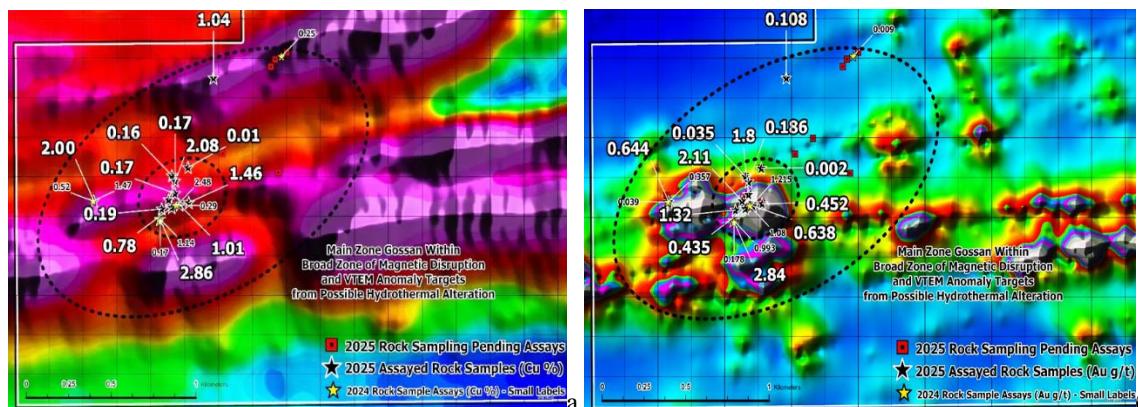 1.04
0.25
0.17
0.16
0.01
2.00
2.08
0.17
1.46
2.48
0.52
1.47
0.29
0.19
0.78
1.14
1.01
0.17
2.86
Main Zone Gossan Within
Broad Zone of Magnetic Disruption
and VTEM Anomaly Targets
from Possible Hydrothermal Alteration
2025 Rock Sampling Pending Assays
2025 Assayed Rock Samples (Cu %)
2024 Rock Sample Assays (Cu %) - Small Labels
0 0.25 0.5 1
Kilometers
a
0.108
0.009
1.8
0.186
0.035
0.644
2.11
0.002
0.357
1.215
0.039
0.452
1.32
0.638
1.08
0.435
0.993
0.178
2.84
Main Zone Gossan Within
Broad Zone of Magnetic Disruption
and VTEM Anomaly Targets
from Possible Hydrothermal Alteration
2025 Rock Sampling Pending Assays
2025 Assayed Rock Samples (Au g/t)
2024 Rock Sample Assays (Au g/t) - Small Labels
0 0.25 0.5 1
Kilometers